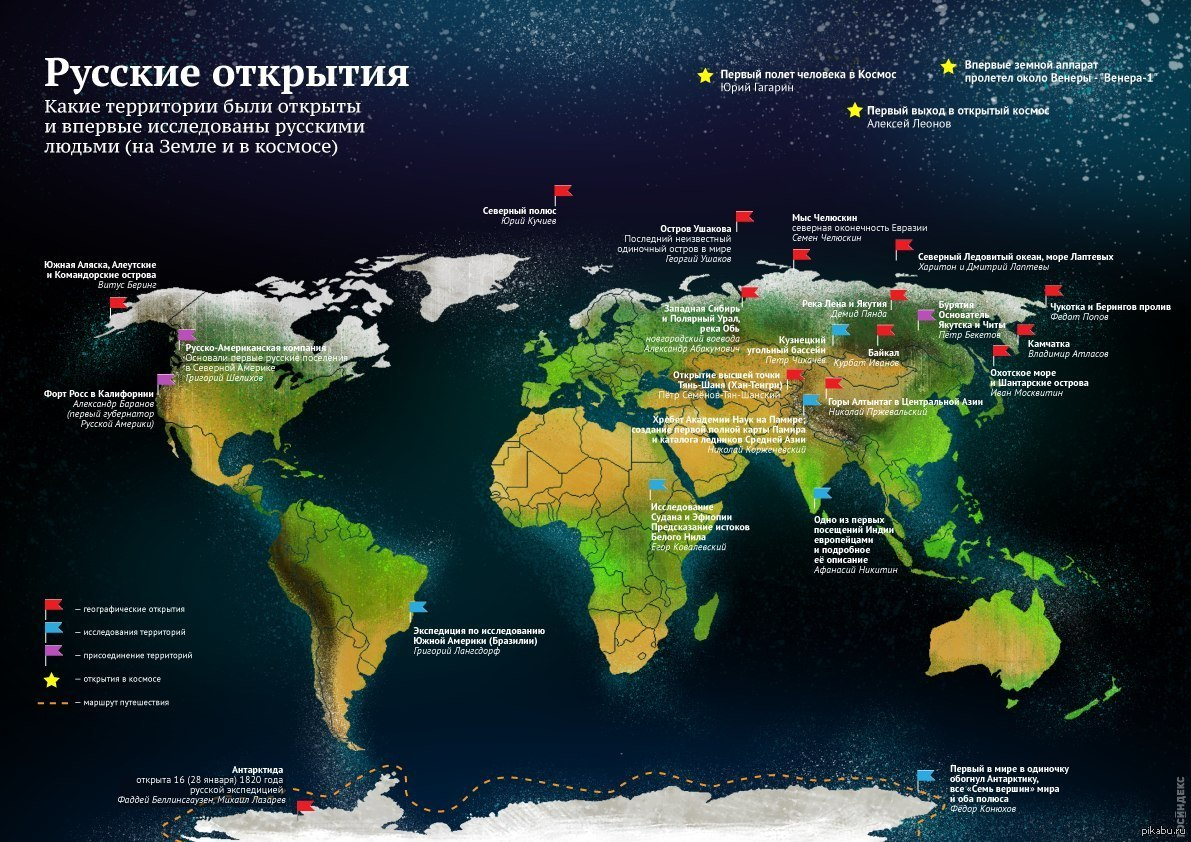 Русские открытия
Какие территории были открыты
и впервые исследованы русскими
людьми (на Земле и в космосе)
Первый полет человека в Космос
Юрий Гагарин
Впервые земной аппарат
пролетел около Венеры - "Венера-1"
Первый выход в открытый космос
Алексей Леонов
Северный полюс
Юрий Кучиев
Остров Ушакова
Последний неизвестный
одиночный остров в мире
Георгий Ушаков
Мыс Челюскин
северная оконечность Евразии
Семен Челюскин
Северный Ледовитый океан, море Лаптевых
Харитон и Дмитрий Лаптевы
Южная Аляска, Алеутские
и Командорские острова
Витус Беринг
Русско-Американская компания
Основали первые русские поселения
в Северной Америке
Григорий Шелихов
Форт Росс в Калифорнии
Александр Баранов
(первый губернатор
Русской Америки)
Западная Сибирь
и Полярный Урал,
река Обь
новгородский воевода
Александр Абакумович
Река Лена и Якутия
Демид Пянда
Бурятия
Основатель
Якутска и Читы
Петр Бекетов
Чукотка и Берингов пролив
Федот Попов
Камчатка
Владимир Атласов
Кузнецкий
угольный бассейн
Петр Чихачёв
Байкал
Курбат Иванов
Охотское море
и Шантарские острова
Иван Москвитин
Открытие высшей точки
Тянь-Шаня (Хан-Тенгри)
Петр Семёнов-Тян-Шанский
Горы Алтынтаг в Центральной Азии
Николай Пржевальский
Хребет Академии Наук на Памире,
создание первой полной карты Памира
и каталога ледников Средней Азии
Николай Корженевский
Исследование
Судана и Эфиопии
Предсказание истоков
Белого Нила
Егор Ковалевский
Одно из первых
посещений Индии
европейцами
и подробное
её описание
Афанасий Никитин
Экспедиция по исследованию
Южной Америки (Бразилии)
Григорий Лангсдорф
— географические открытия
— исследования территорий
— присоединение территорий
— открытия в космосе
— маршрут путешествия
Антарктида
открыта 16 (28 января) 1820 года
русской экспедицией
Фаддей Беллинсгаузен, Михаил Лазарев
Первый в мире в одиночку
обогнул Антарктику,
все «Семь вершин» мира
и оба полюса
Федор Конюхов
pikabu.ru